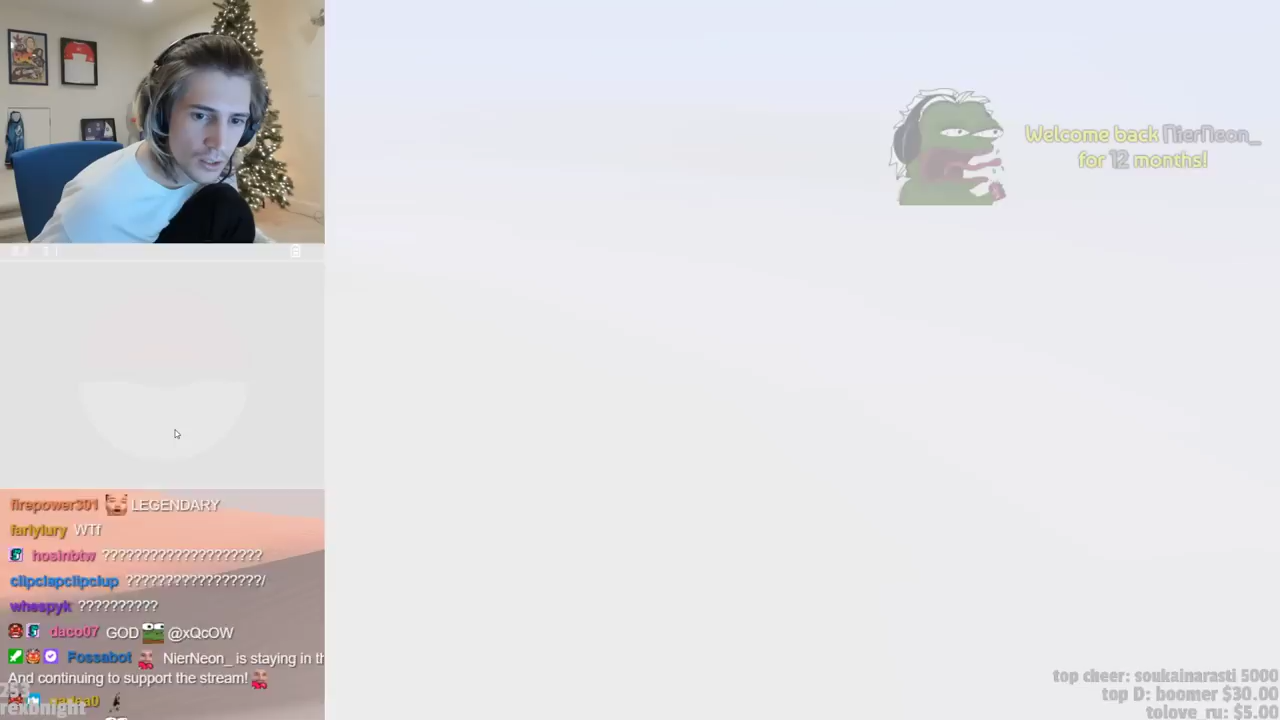 Welcome back NierNeon_
for 12 months!
firepower301 LEGENDARY
farlylury WTf
hosinbtw ????????????????????
clipclapclipclup ?????????????????/
whespyk ??????????
daco07 GOD @xQcOW
Fossabot NierNeon_ is staying in th
And continuing to support the stream!
253
rexbnight
top cheer: soukainarasti 5000
top D: boomer $30.00
tolove_ru: $5.00